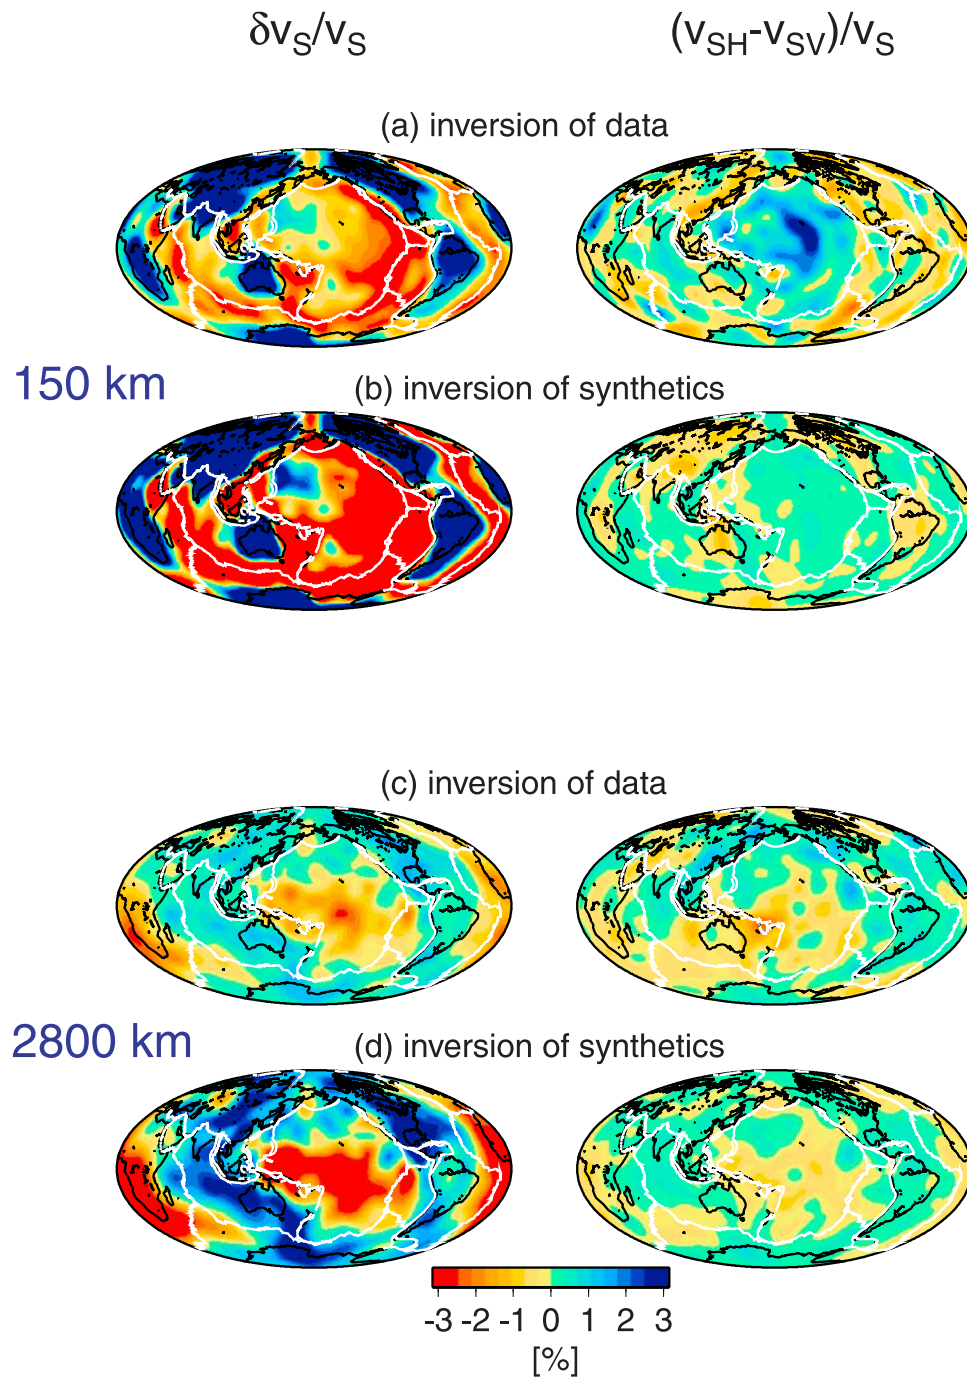 δvS/vS (vSH-vSV)/vS
(a) inversion of data
150 km
(b) inversion of synthetics
(c) inversion of data
2800 km
(d) inversion of synthetics
-3 -2 -1 0 1 2 3
[%]